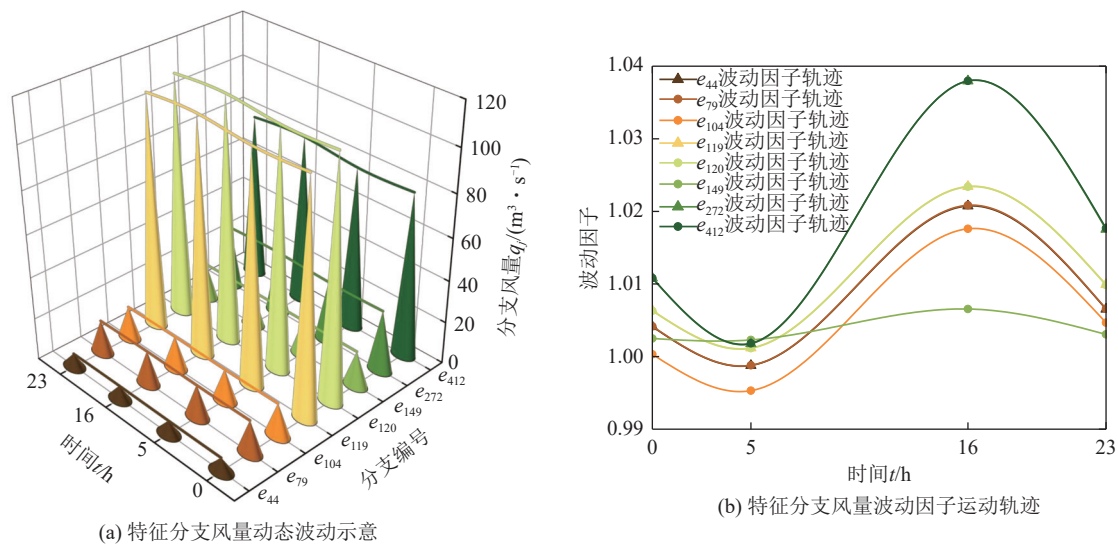 120
100
80
60
40
20
0
分支风量qⱼ/(m³·s⁻¹)
23
16
5
0
时间t/h
e₄₄
e₇₉
e₁₀₄
e₁₁₉
e₁₂₀
e₁₄₉
e₂₇₂
e₄₁₂
分支编号
(a) 特征分支风量动态波动示意
1.04
1.03
1.02
1.01
1.00
0.99
波动因子
e₄₄波动因子轨迹
e₇₉波动因子轨迹
e₁₀₄波动因子轨迹
e₁₁₉波动因子轨迹
e₁₂₀波动因子轨迹
e₁₄₉波动因子轨迹
e₂₇₂波动因子轨迹
e₄₁₂波动因子轨迹
0
5
16
23
时间t/h
(b) 特征分支风量波动因子运动轨迹